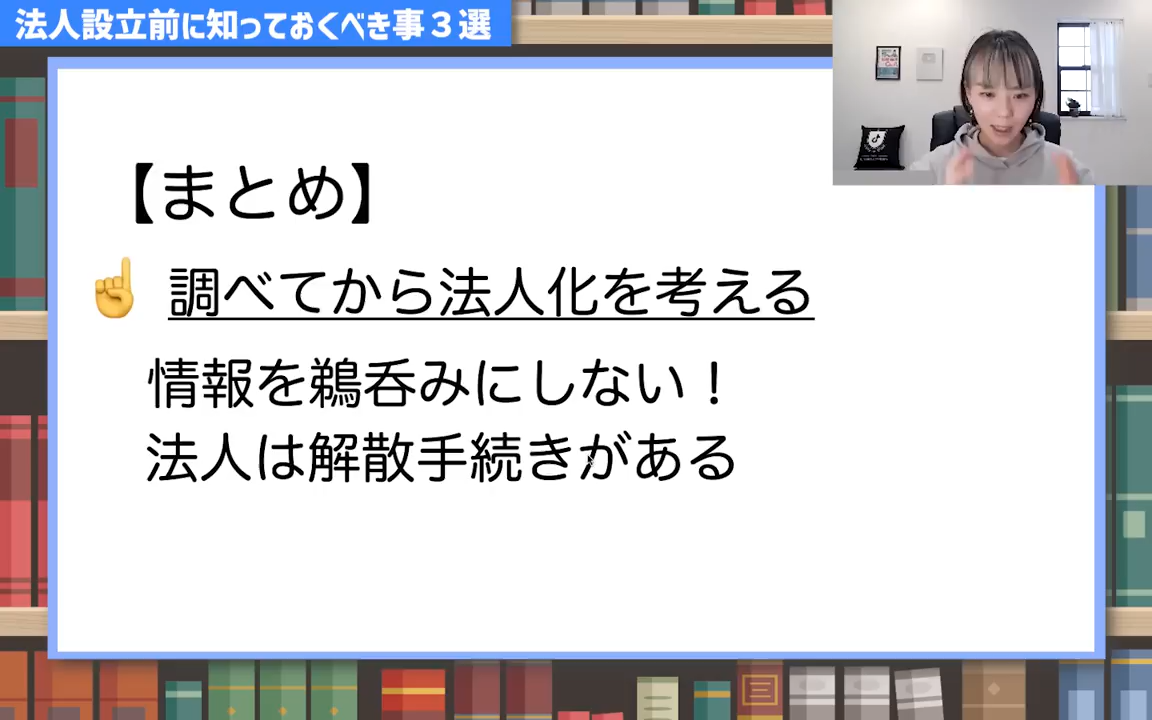 法人設立前に知っておくべき事３選
【まとめ】
☝調べてから法人化を考える
情報を鵜呑みにしない！
法人は解散手続きがある